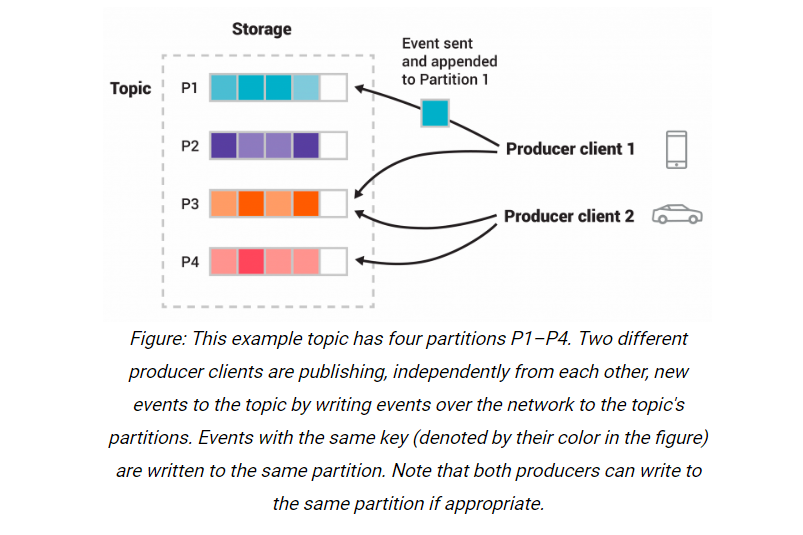 Storage
Event sent
and appended
to Partition 1
Topic
P1
P2
Producer client 1
P3
Producer client 2
P4
Figure: This example topic has four partitions P1–P4. Two different
producer clients are publishing, independently from each other, new
events to the topic by writing events over the network to the topic's
partitions. Events with the same key (denoted by their color in the figure)
are written to the same partition. Note that both producers can write to
the same partition if appropriate.